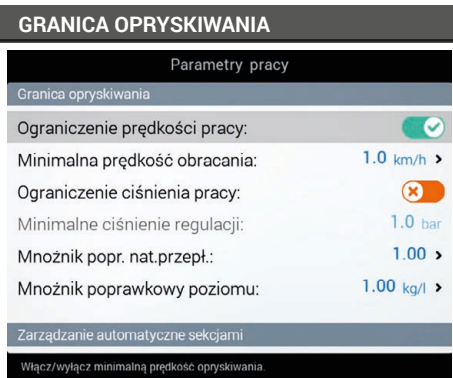 GRANICA OPRYSKIWANIA
Parametry pracy
Granica opryskiwania
Ograniczenie prędkości pracy:
Minimalna prędkość obracania: 1.0 km/h >
Ograniczenie ciśnienia pracy:
Minimalne ciśnienie regulacji: 1.0 bar
Mnożnik popr. nat.przepł.: 1.00 >
Mnożnik poprawkowy poziomu: 1.00 kg/l >
Zarządzanie automatyczne sekcjami
Włącz/wyłącz minimalną prędkość opryskiwania.